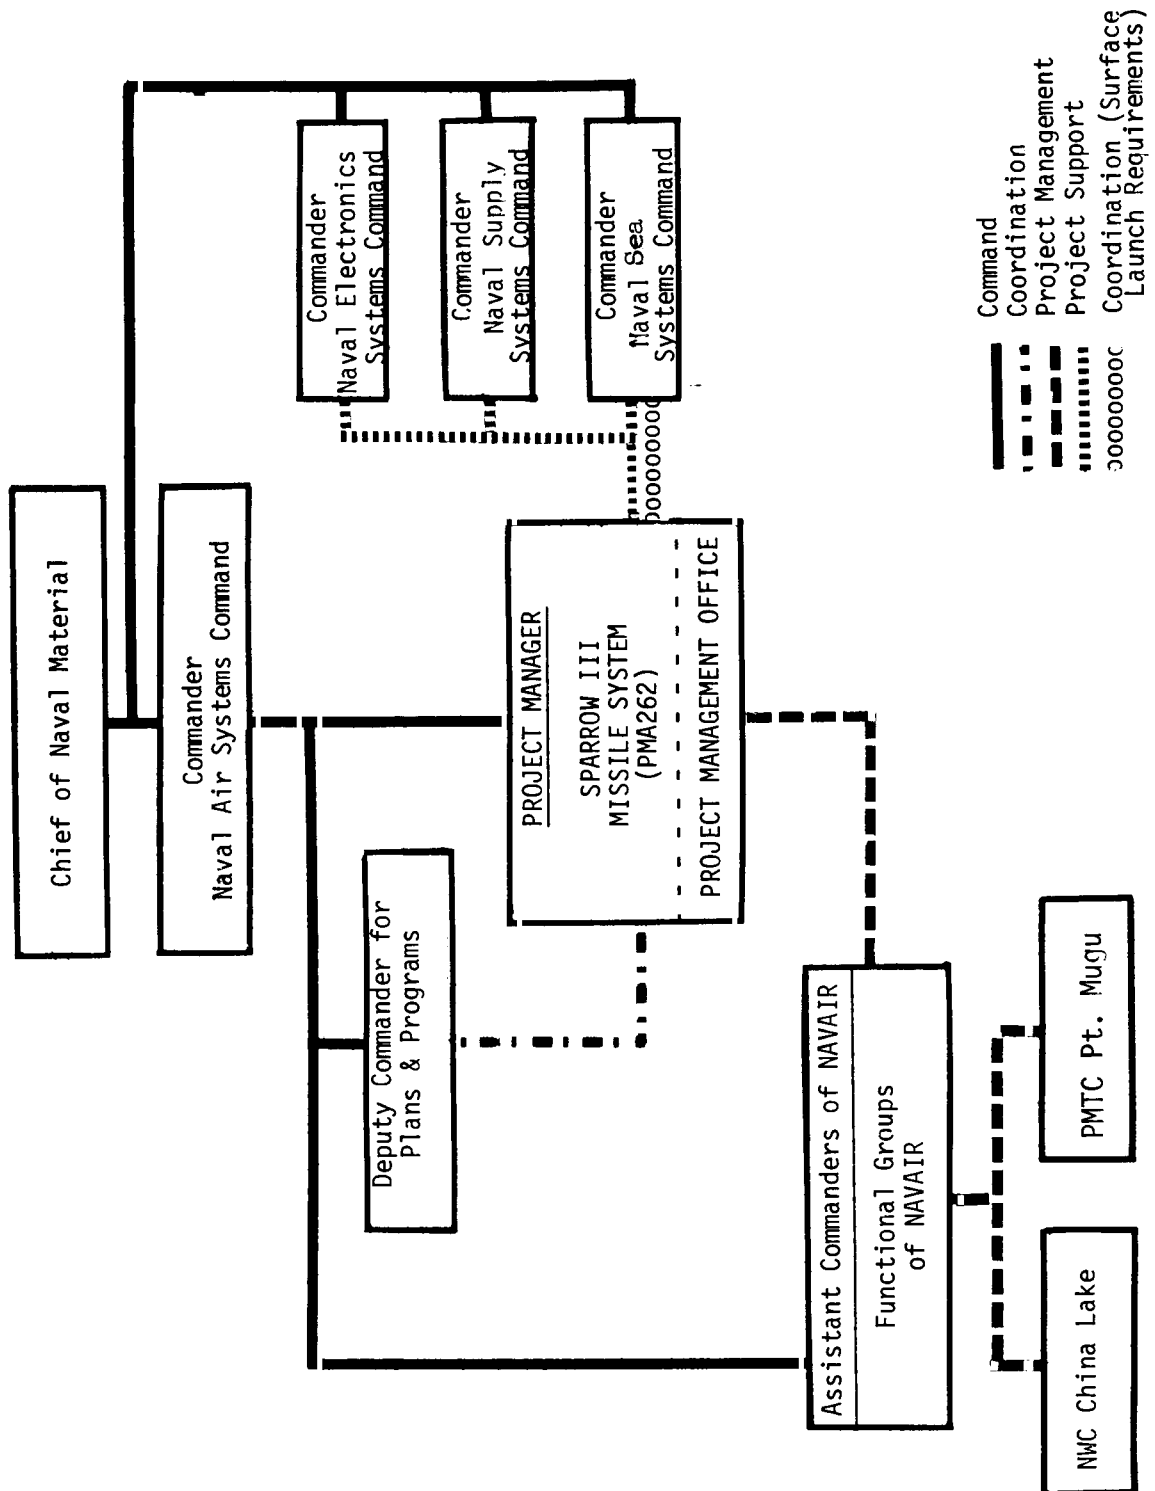 Chief of Naval Material
Commander
Naval Air Systems Command
Deputy Commander for
Plans & Programs
PROJECT MANAGER
SPARROW III
MISSILE SYSTEM
(PMA262)
PROJECT MANAGEMENT OFFICE
Commander
Naval Electronics
Systems Command
Commander
Naval Supply
Systems Command
Commander
Naval Sea
Systems Command
Assistant Commanders of NAVAIR
Functional Groups
of NAVAIR
NWC China Lake
PMTC Pt. Mugu
Command
Coordination
Project Management
Project Support
Coordination (Surface
Launch Requirements)